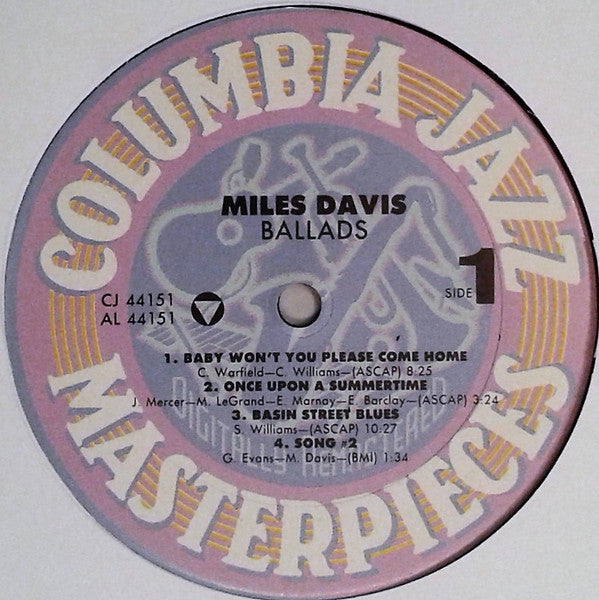 COLUMBIA JAZZ
MILES DAVIS
BALLADS
CJ 44151
AL 44151
SIDE 1
1. BABY WON'T YOU PLEASE COME HOME
C. Warfield—C. Williams—(ASCAP) 8:25
2. ONCE UPON A SUMMERTIME
J. Mercer—M. LeGrand—E. Marnay—E. Barclay—(ASCAP) 3:24
3. BASIN STREET BLUES
S. Williams—(ASCAP) 10:27
4. SONG #2
G. Evans—M. Davis—(BMI) 1:34
DIGITALLY REMASTERED
MASTERPIECES